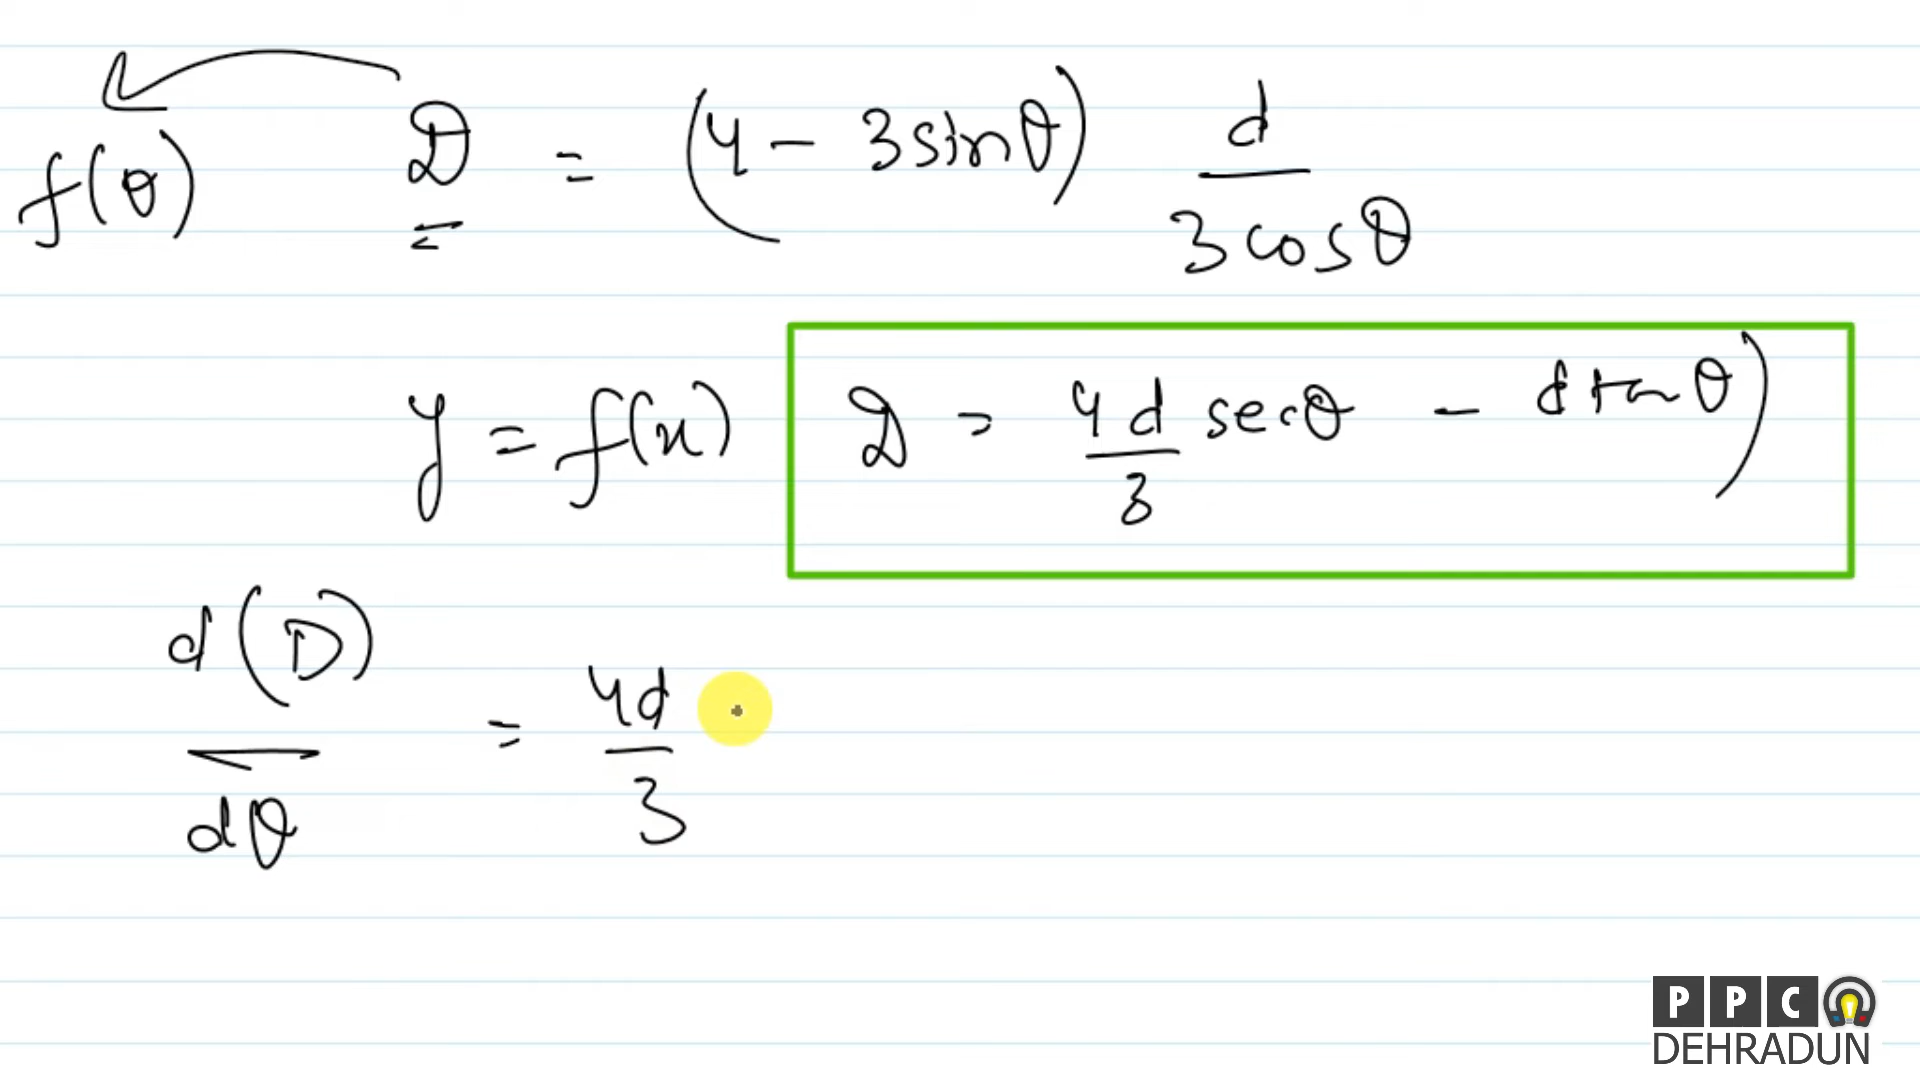 f(θ) D = (4 - 3sinθ) d / 3cosθ
y = f(x) D = 4d/3 secθ - d tanθ)
d(D)/dθ = 4d/3
PPC
DEHRADUN